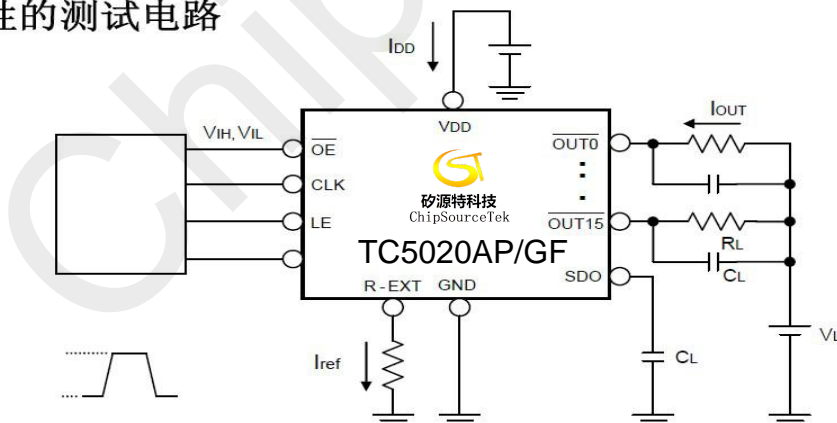 性的测试电路
IDD
VIH, VIL
OE
CLK
LE
VDD
OUT0
IOUT
矽源特科技
ChipSourceTek
OUT15
TC5020AP/GF
RL
CL
SDO
R-EXT
GND
VL
Iref
CL
Chip